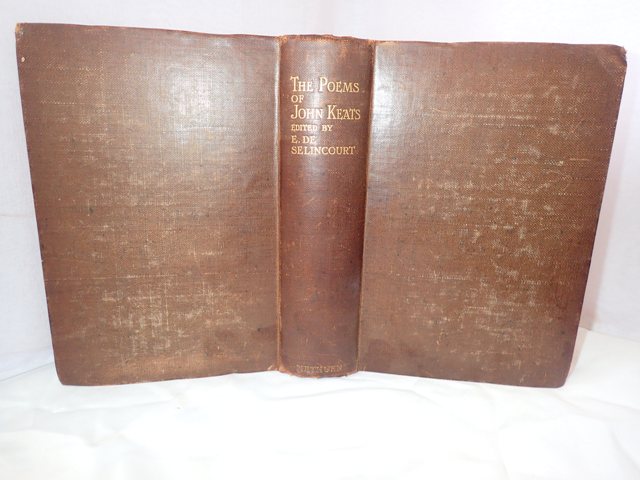 THE POEMS
OF
JOHN KEATS
EDITED BY
E. DE
SELINCOURT
METHUEN